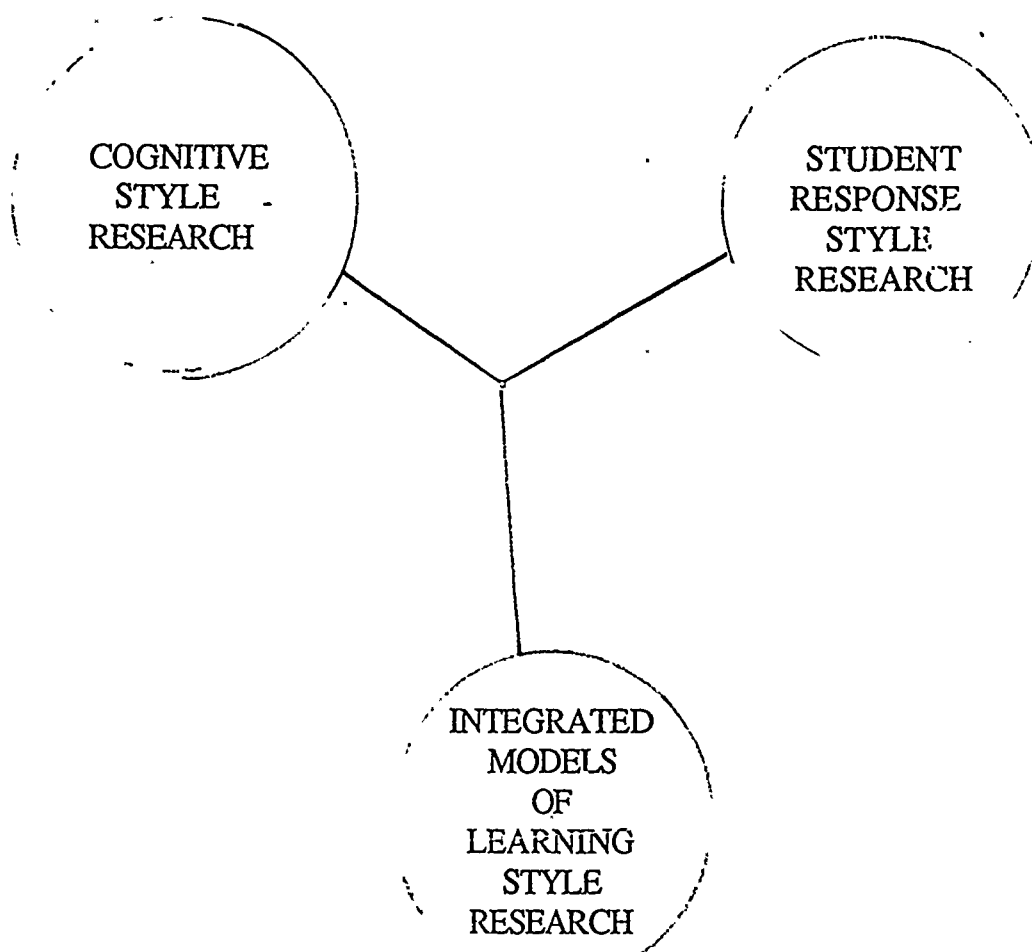 COGNITIVE
STYLE
RESEARCH
STUDENT
RESPONSE
STYLE
RESEARCH
INTEGRATED
MODELS
OF
LEARNING
STYLE
RESEARCH